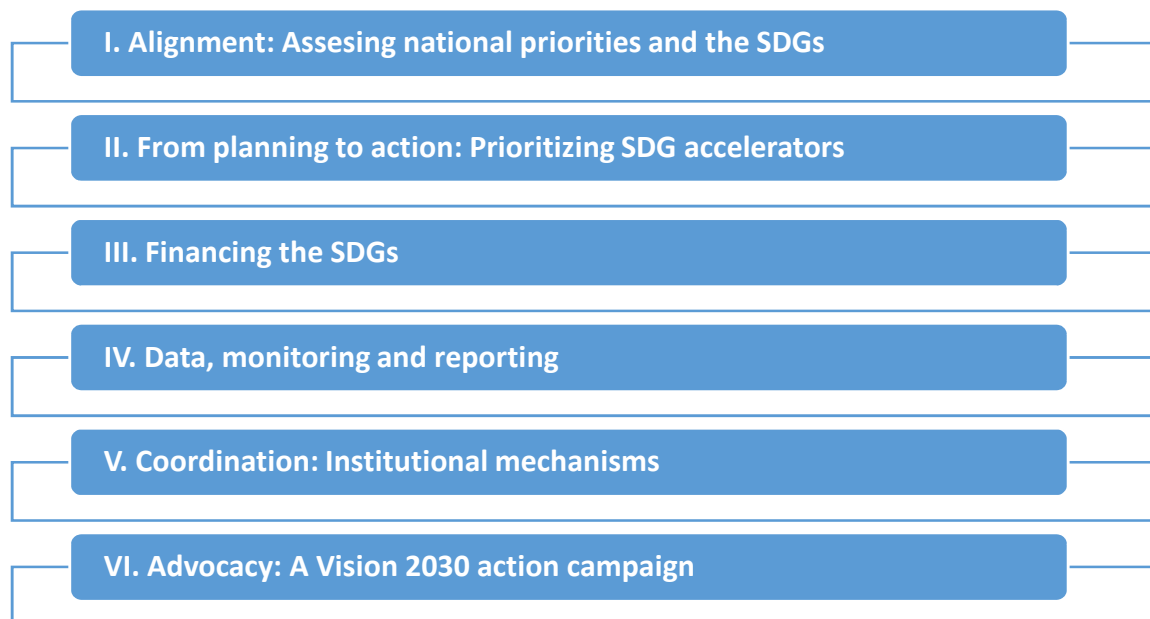 I. Alignment: Assesing national priorities and the SDGs
II. From planning to action: Prioritizing SDG accelerators
III. Financing the SDGs
IV. Data, monitoring and reporting
V. Coordination: Institutional mechanisms
VI. Advocacy: A Vision 2030 action campaign